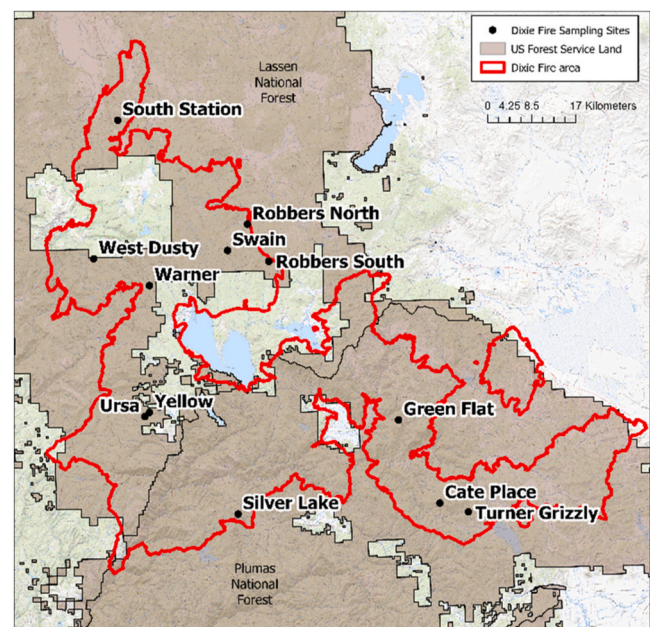 Dixie Fire Sampling Sites
US Forest Service Land
Dixie Fire area
0 4.25 8.5 17 Kilometers
Lassen
National
Forest
South Station
Robbers North
Swain
West Dusty
Robbers South
Warner
Ursa
Yellow
Green Flat
Cate Place
Silver Lake
Turner Grizzly
Plumas
National
Forest